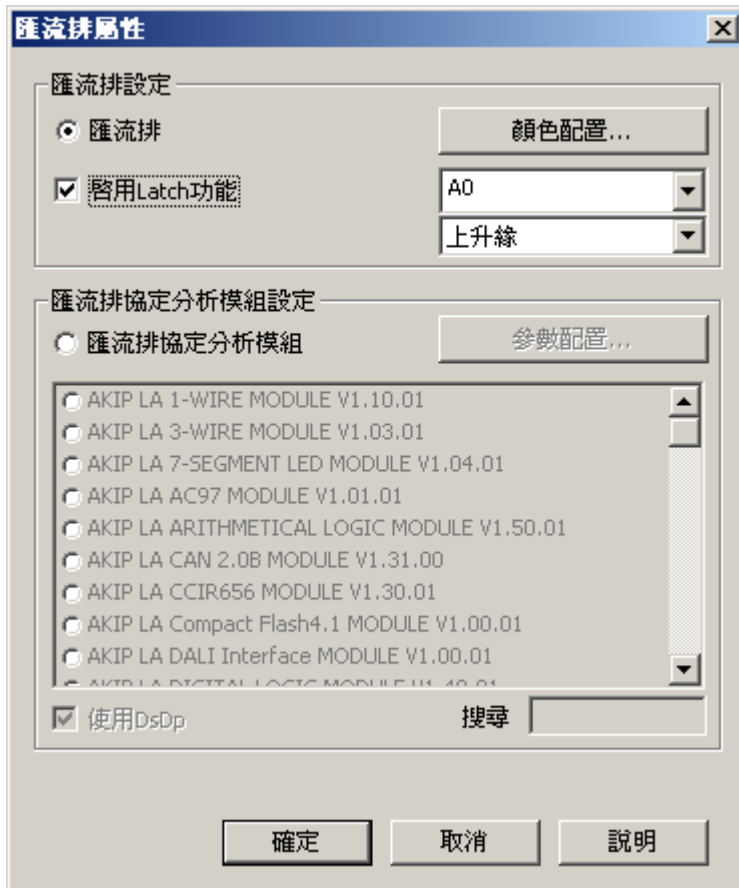 匯流排屬性
匯流排設定
匯流排
顏色配置...
啓用Latch功能
A0
上升緣
匯流排協定分析模組設定
匯流排協定分析模組
參數配置...
AKIP LA 1-WIRE MODULE V1.10.01
AKIP LA 3-WIRE MODULE V1.03.01
AKIP LA 7-SEGMENT LED MODULE V1.04.01
AKIP LA AC97 MODULE V1.01.01
AKIP LA ARITHMETICAL LOGIC MODULE V1.50.01
AKIP LA CAN 2.0B MODULE V1.31.00
AKIP LA CCIR656 MODULE V1.30.01
AKIP LA Compact Flash4.1 MODULE V1.00.01
AKIP LA DALI Interface MODULE V1.00.01
AKIP LA DIGITAL LOGIC MODULE
使用DsDp
搜尋
確定
取消
說明